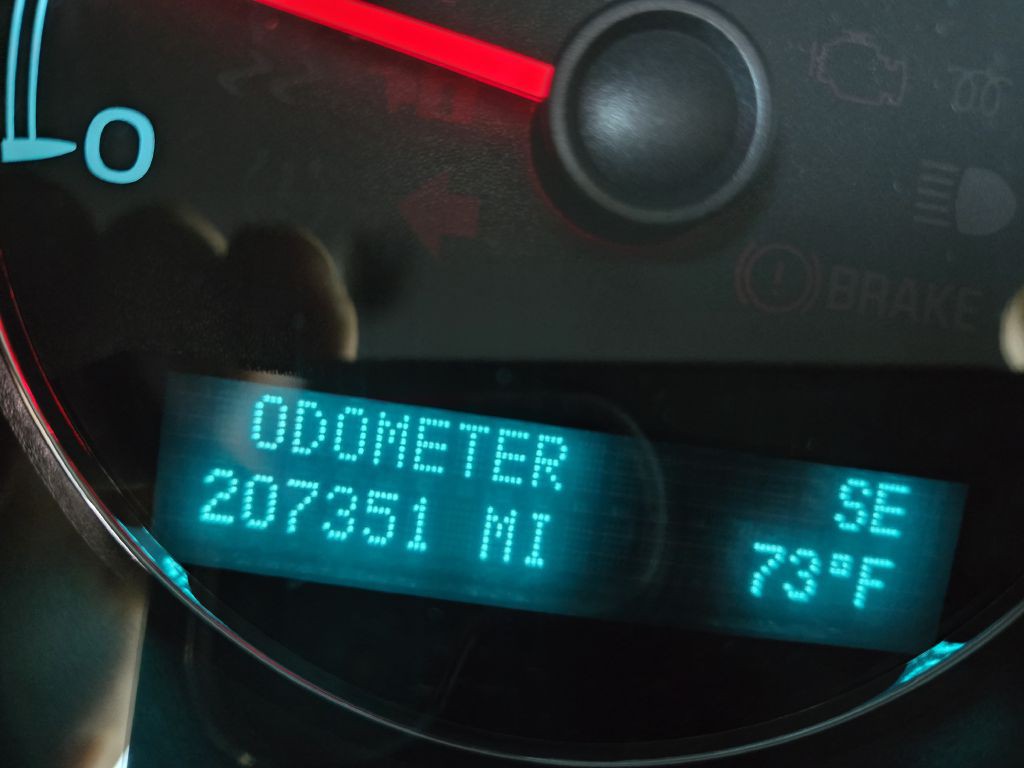 0
BRAKE
ODOMETER
207351 MI
SE
73°F